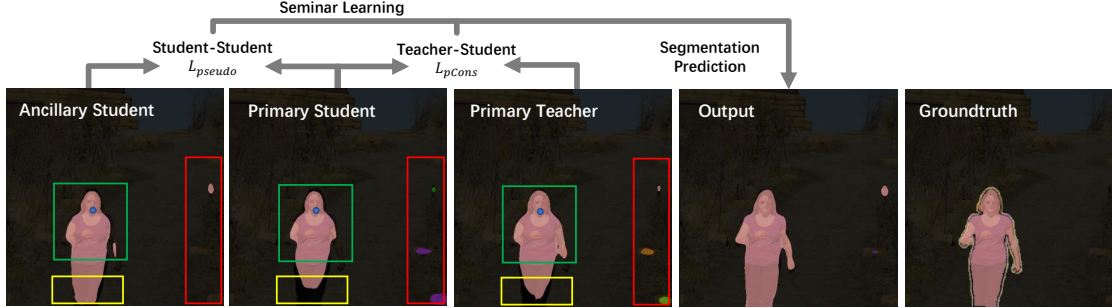 Seminar Learning
Student-Student
L_pseudo
Teacher-Student
L_pCons
Segmentation
Prediction
Ancillary Student
Primary Student
Primary Teacher
Output
Groundtruth